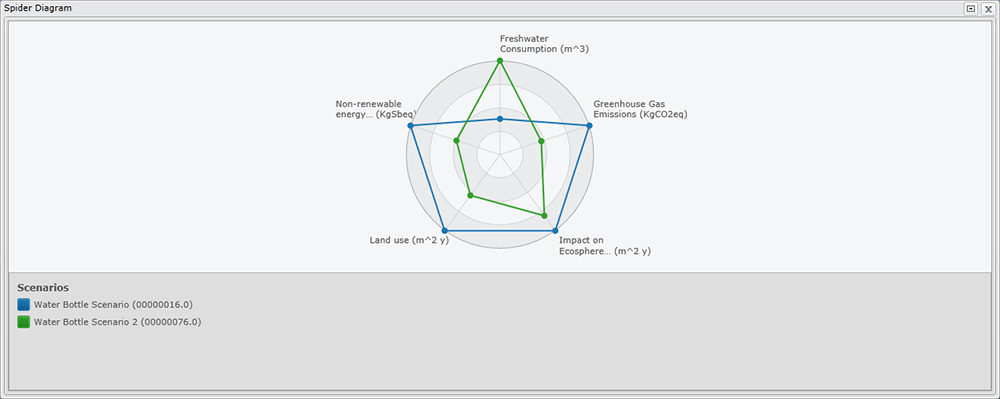 Spider Diagram
Freshwater
Consumption (m^3)
Non-renewable
energy... (KgSbeq)
Greenhouse Gas
Emissions (KgCO2eq)
Land use (m^2 y)
Impact on
Ecosphere... (m^2 y)
Scenarios
Water Bottle Scenario (00000016.0)
Water Bottle Scenario 2 (00000076.0)